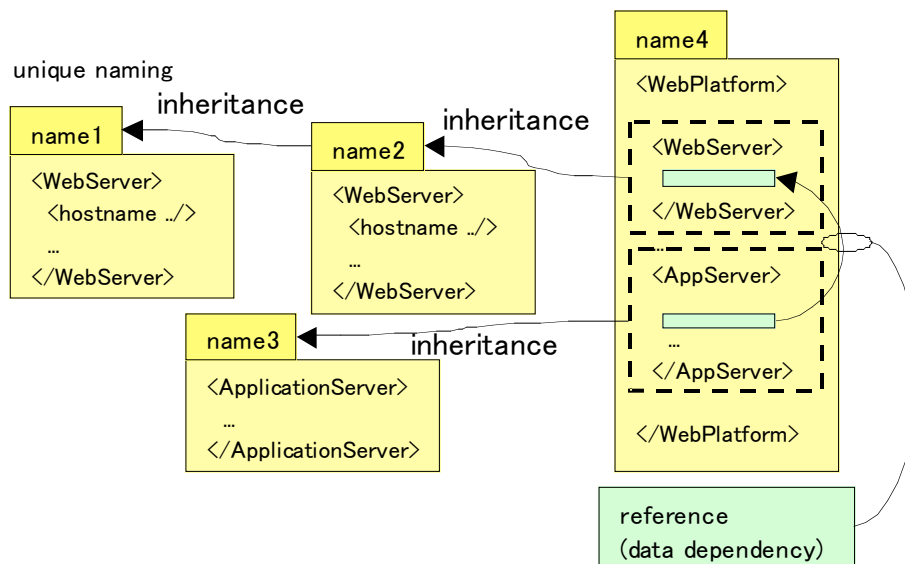 unique naming
inheritance
inheritance
name1
<WebServer>
<hostname ../>
...
</WebServer>
name2
<WebServer>
<hostname ../>
...
</WebServer>
name3
<ApplicationServer>
...
</ApplicationServer>
inheritance
name4
<WebPlatform>
<WebServer>
</WebServer>
...
<AppServer>
...
</AppServer>
</WebPlatform>
reference
(data dependency)